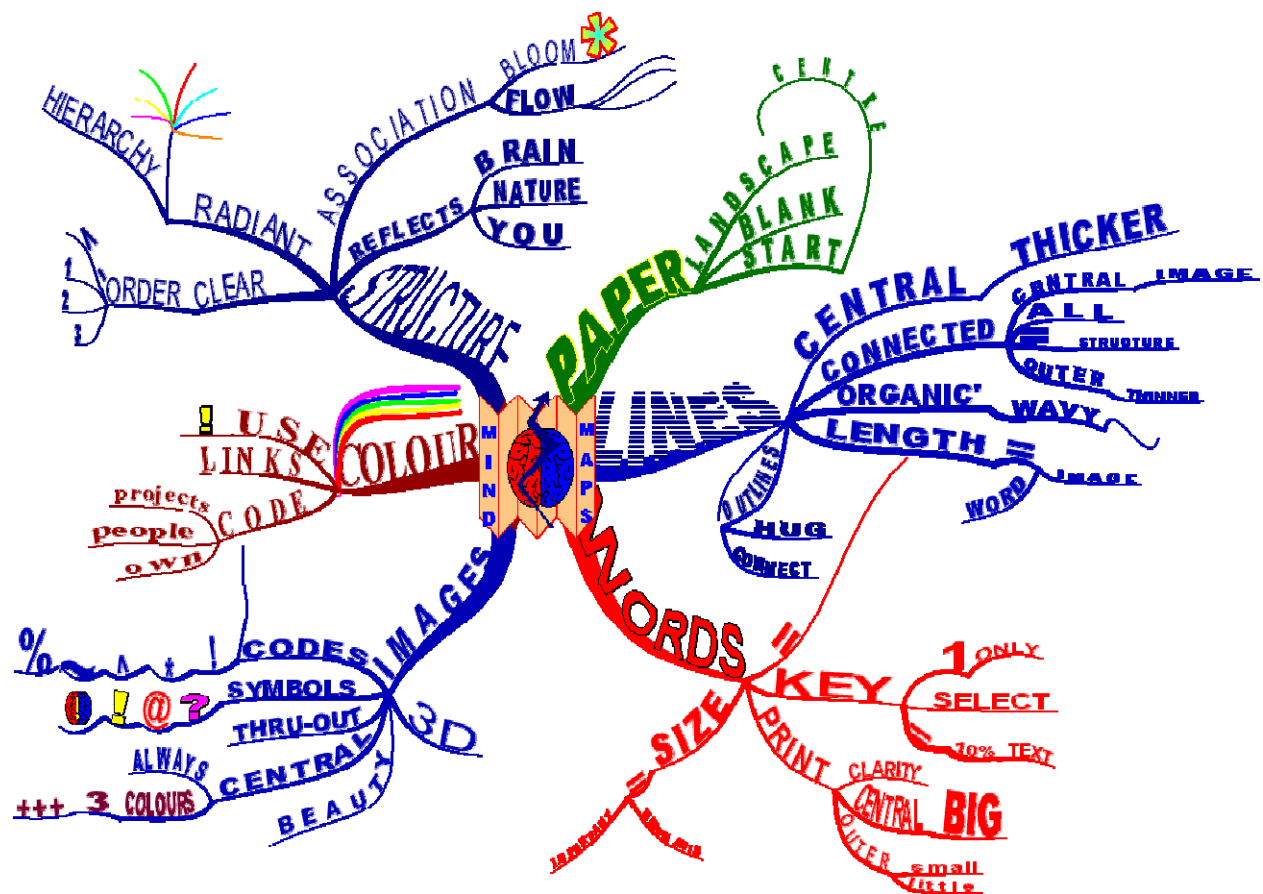 MIND
MAPS
STRUCTURE
RADIANT
HIERARCHY
ORDER CLEAR
1
2
3
ASSOCIATION
BLOOM
FLOW
REFLECTS
BRAIN
NATURE
YOU
PAPER
LANDSCAPE
BLANK
START
CENTRE
LINES
CENTRAL
THICKER
CONNECTED
CENTRAL
IMAGE
ALL
=
STRUCTURE
OUTER
THINNER
ORGANIC'
WAVY
LENGTH =
WORD
IMAGE
OUTLINES
HUG
CONNECT
WORDS
=
KEY
1 ONLY
SELECT
= 10% TEXT
PRINT
CLARITY
CENTRAL BIG
OUTER
small
little
SIZE
=
IMAGES
CODES
% ~ ^ * !
SYMBOLS
! ! @ ?
THRU-OUT
CENTRAL
ALWAYS
+++ 3 COLOURS
BEAUTY
3D
COLOUR
! USE
LINKS
CODE
projects
people
own